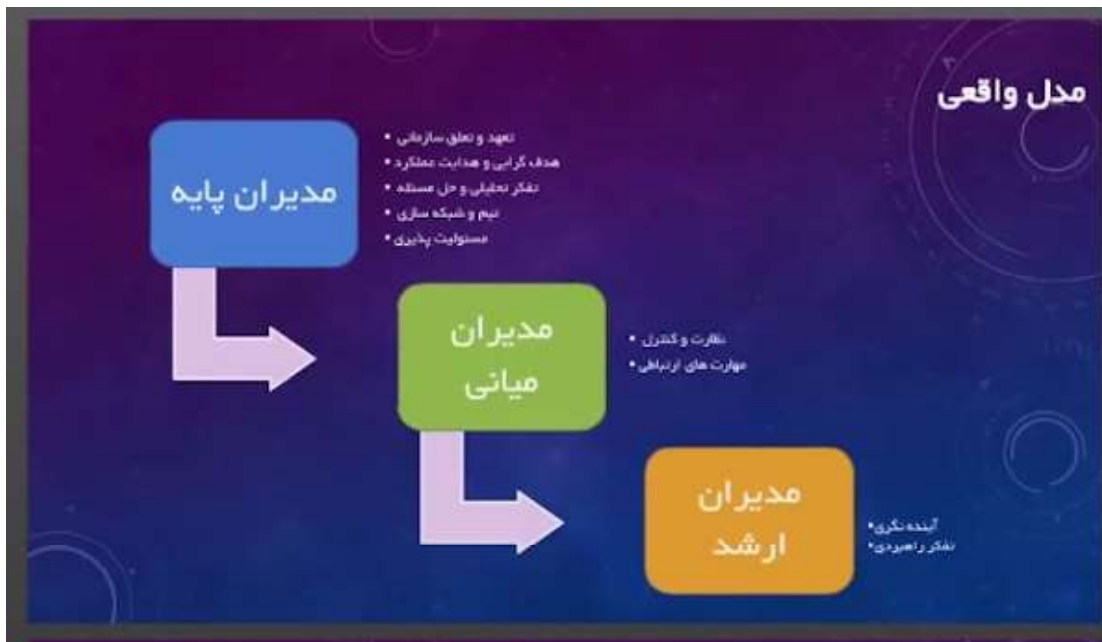 مدل واقعی
مدیران پایه
تعهد و تعلق سازمانی
هدف گرایی و هدایت عملکرد
تفکر تحلیلی و حل مسئله
تیم و شبکه سازی
مسئولیت پذیری
مدیران
میانی
نظارت و کنترل
مهارت های ارتباطی
مدیران
ارشد
آینده نگری
تفکر راهبردی